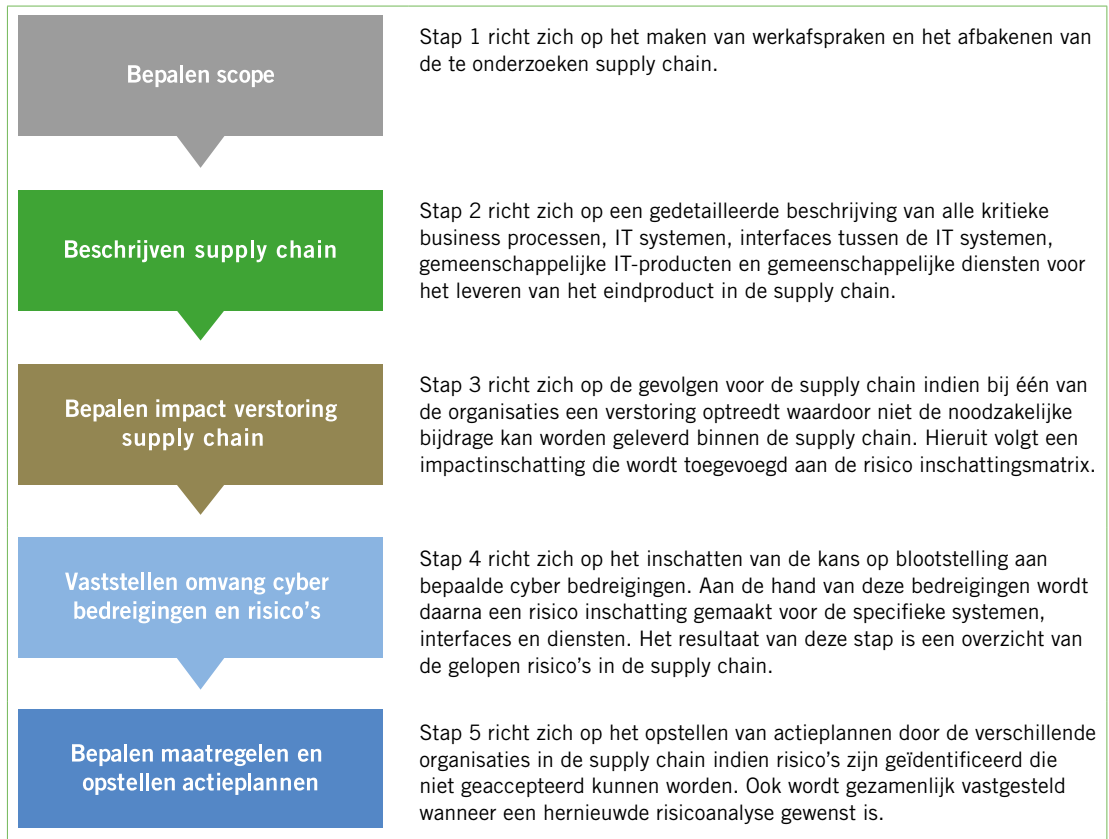 Bepalen scope
Stap 1 richt zich op het maken van werkafspraken en het afbakenen van
de te onderzoeken supply chain.
Beschrijven supply chain
Stap 2 richt zich op een gedetailleerde beschrijving van alle kritieke
business processen, IT systemen, interfaces tussen de IT systemen,
gemeenschappelijke IT-producten en gemeenschappelijke diensten voor
het leveren van het eindproduct in de supply chain.
Bepalen impact verstoring
supply chain
Stap 3 richt zich op de gevolgen voor de supply chain indien bij één van
de organisaties een verstoring optreedt waardoor niet de noodzakelijke
bijdrage kan worden geleverd binnen de supply chain. Hieruit volgt een
impactinschatting die wordt toegevoegd aan de risico inschattingsmatrix.
Vaststellen omvang cyber
bedreigingen en risico's
Stap 4 richt zich op het inschatten van de kans op blootstelling aan
bepaalde cyber bedreigingen. Aan de hand van deze bedreigingen wordt
daarna een risico inschatting gemaakt voor de specifieke systemen,
interfaces en diensten. Het resultaat van deze stap is een overzicht van
de gelopen risico's in de supply chain.
Bepalen maatregelen en
opstellen actieplannen
Stap 5 richt zich op het opstellen van actieplannen door de verschillende
organisaties in de supply chain indien risico's zijn geïdentificeerd die
niet geaccepteerd kunnen worden. Ook wordt gezamenlijk vastgesteld
wanneer een hernieuwde risicoanalyse gewenst is.